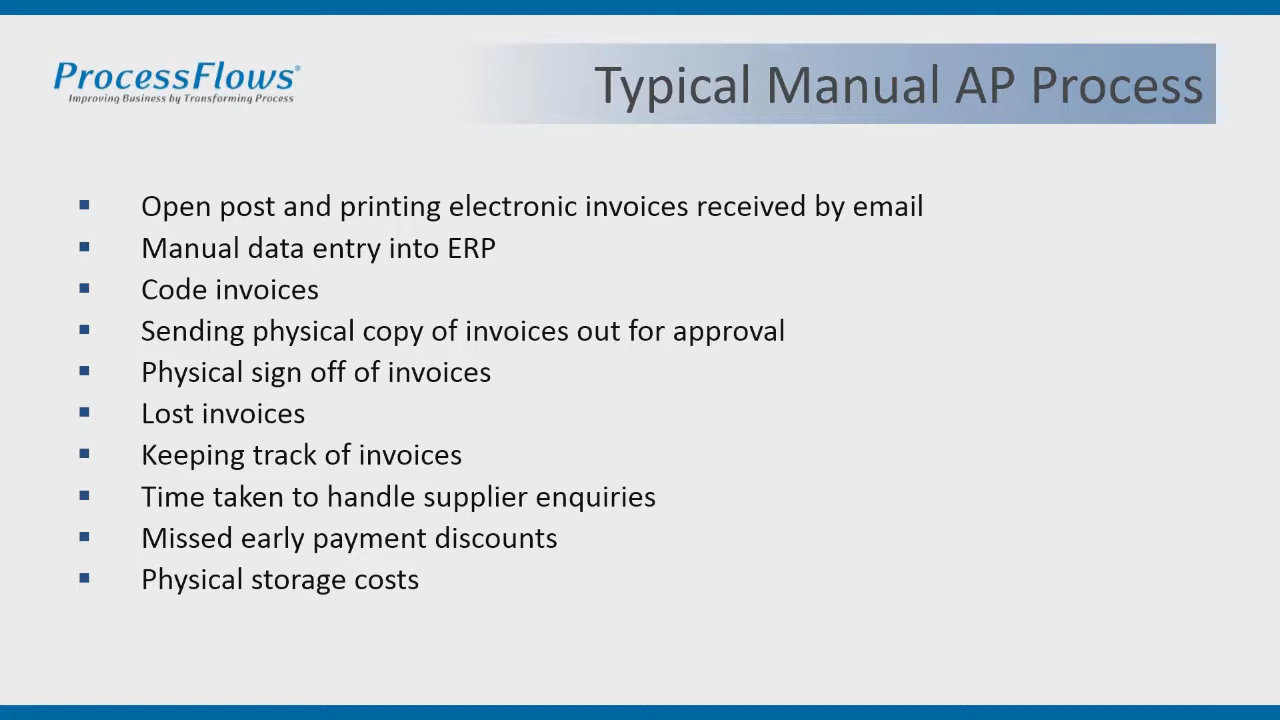 ProcessFlows®
Improving Business by Transforming Process
Typical Manual AP Process
Open post and printing electronic invoices received by email
Manual data entry into ERP
Code invoices
Sending physical copy of invoices out for approval
Physical sign off of invoices
Lost invoices
Keeping track of invoices
Time taken to handle supplier enquiries
Missed early payment discounts
Physical storage costs